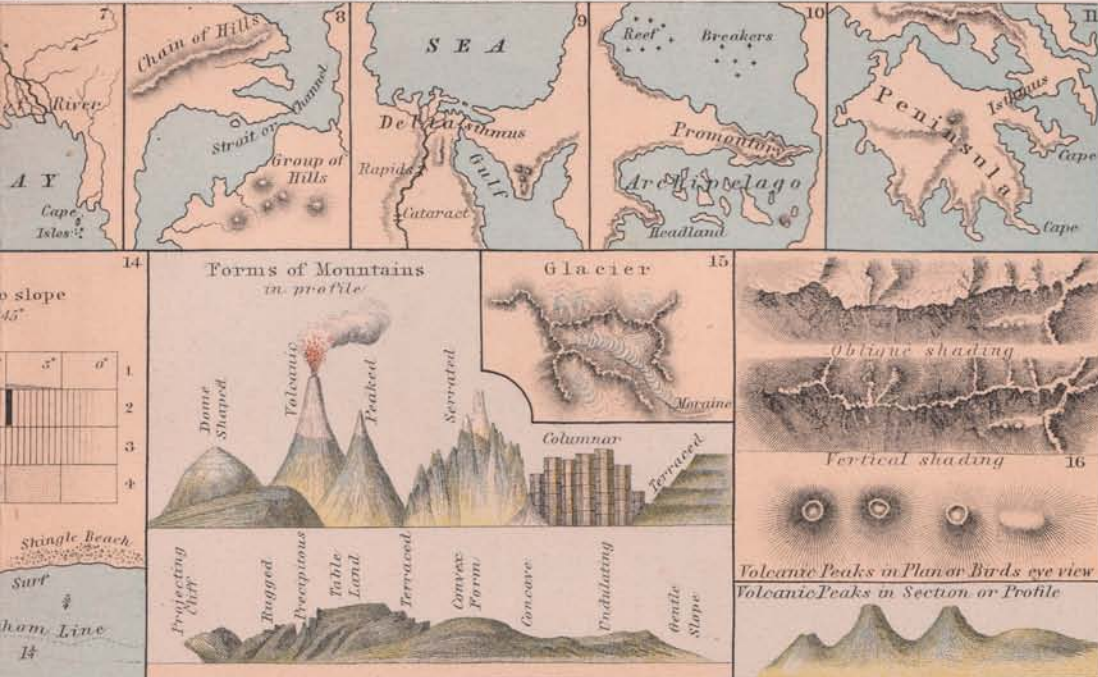 7
River
A Y
Cape
Isles
8
Chain of Hills
Strait or Channel
Group of
Hills
9
SEA
Delta
Isthmus
Rapids
Gulf
Cataract
10
Reef
Breakers
Promontory
Archipelago
Headland
11
Peninsula
Isthmus
Cape
Cape
14
slope
45°
5° 0°
1
2
3
4
Shingle Beach
Surf
hom Line
1¼
Forms of Mountains
in profile
Dome
Shaped
Volcanic
Peaked
Serrated
Columnar
Terraced
Projecting
Cliff
Rugged
Precipitous
Table
Land
Terraced
Convex
Form
Concave
Undulating
Gentle
Slope
Glacier
15
Moraine
Oblique shading
Vertical shading
16
Volcanic Peaks in Plan or Birds eye view
Volcanic Peaks in Section or Profile